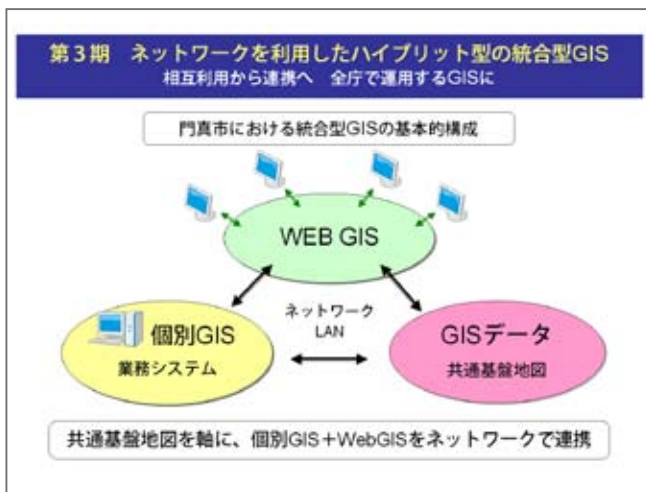 第３期　ネットワークを利用したハイブリット型の統合型GIS
相互利用から連携へ　全庁で運用するGISに
門真市における統合型GISの基本的構成
WEB GIS
ネットワーク
LAN
個別GIS
業務システム
GISデータ
共通基盤地図
共通基盤地図を軸に、個別GIS＋WebGISをネットワークで連携